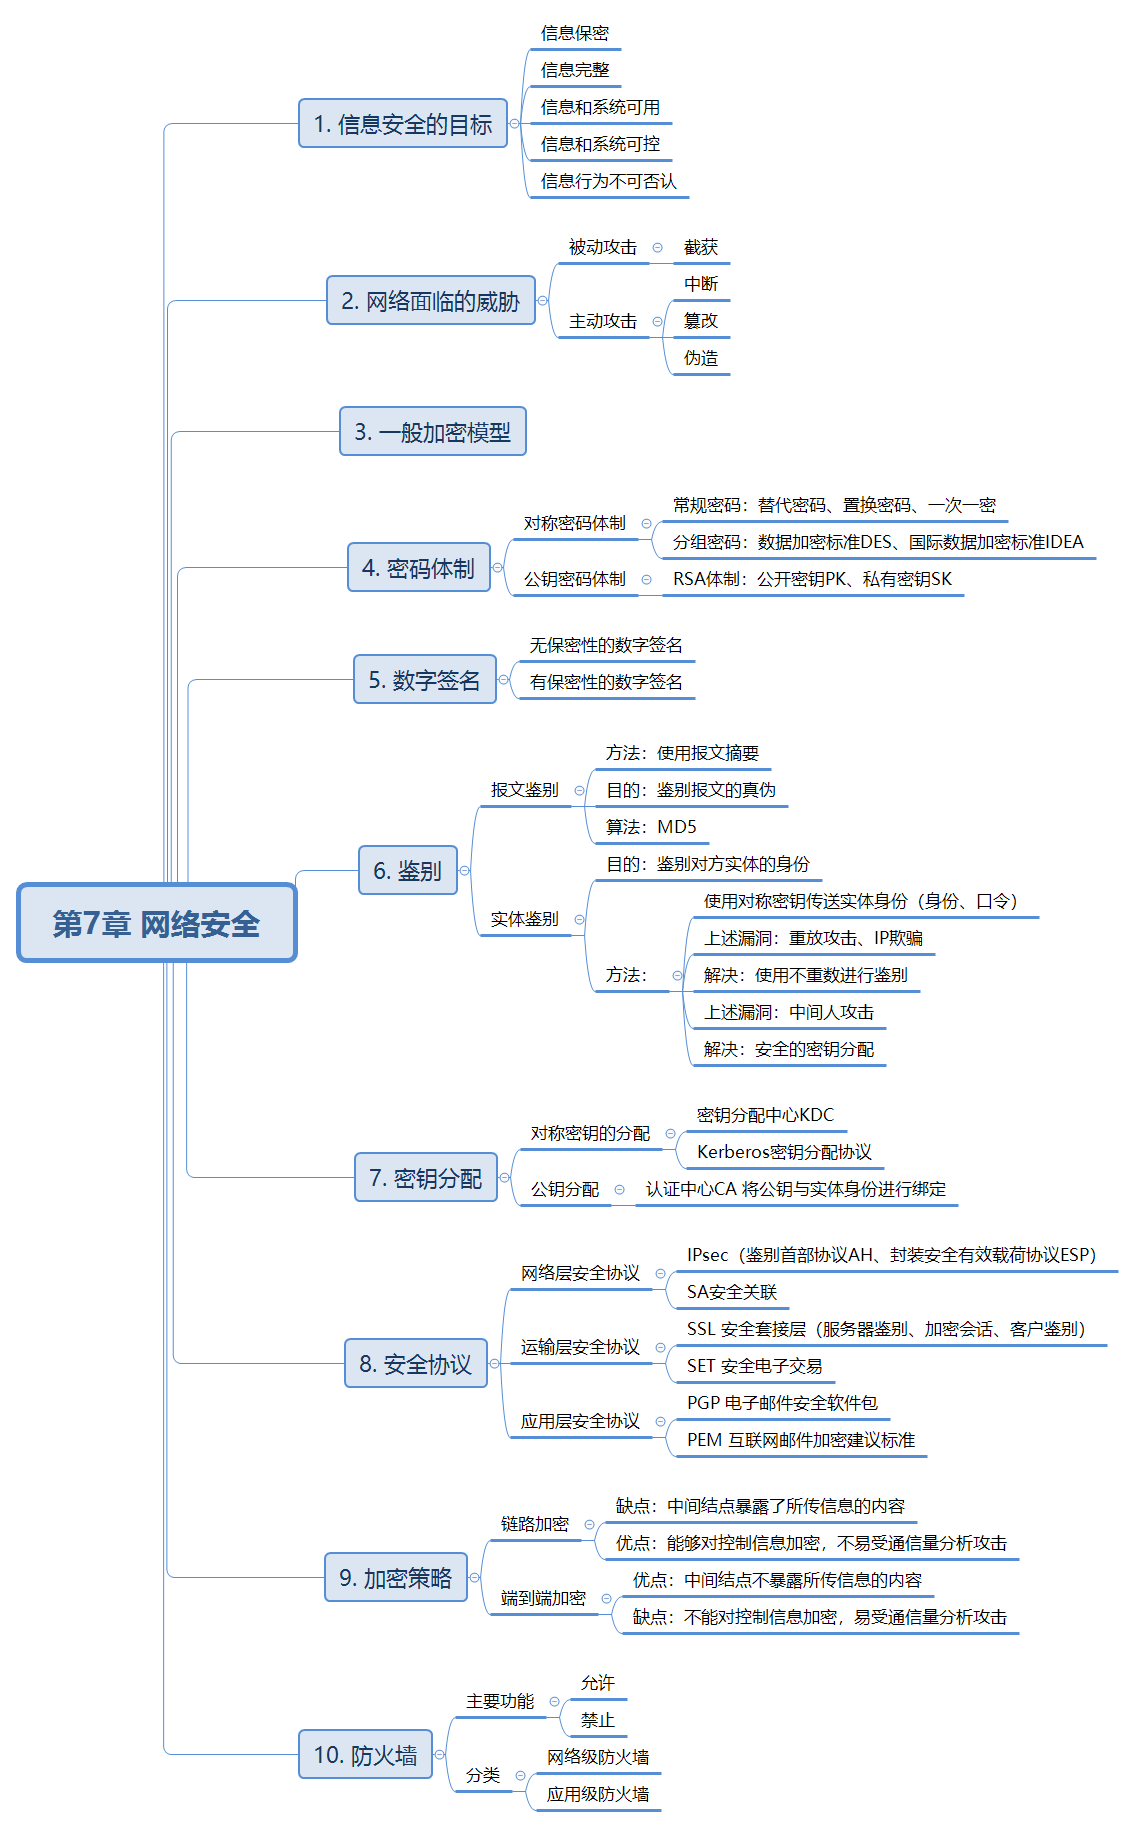 第7章 网络安全
1. 信息安全的目标
信息保密
信息完整
信息和系统可用
信息和系统可控
信息行为不可否认
2. 网络面临的威胁
被动攻击
截获
主动攻击
中断
篡改
伪造
3. 一般加密模型
4. 密码体制
对称密码体制
常规密码：替代密码、置换密码、一次一密
分组密码：数据加密标准DES、国际数据加密标准IDEA
公钥密码体制
RSA体制：公开密钥PK、私有密钥SK
5. 数字签名
无保密性的数字签名
有保密性的数字签名
6. 鉴别
报文鉴别
方法：使用报文摘要
目的：鉴别报文的真伪
算法：MD5
实体鉴别
目的：鉴别对方实体的身份
方法：
使用对称密钥传送实体身份（身份、口令）
上述漏洞：重放攻击、IP欺骗
解决：使用不重数进行鉴别
上述漏洞：中间人攻击
解决：安全的密钥分配
7. 密钥分配
对称密钥的分配
密钥分配中心KDC
Kerberos密钥分配协议
公钥分配
认证中心CA 将公钥与实体身份进行绑定
8. 安全协议
网络层安全协议
IPsec（鉴别首部协议AH、封装安全有效载荷协议ESP）
SA安全关联
运输层安全协议
SSL 安全套接层（服务器鉴别、加密会话、客户鉴别）
SET 安全电子交易
应用层安全协议
PGP 电子邮件安全软件包
PEM 互联网邮件加密建议标准
9. 加密策略
链路加密
缺点：中间结点暴露了所传信息的内容
优点：能够对控制信息加密，不易受通信量分析攻击
端到端加密
优点：中间结点不暴露所传信息的内容
缺点：不能对控制信息加密，易受通信量分析攻击
10. 防火墙
主要功能
允许
禁止
分类
网络级防火墙
应用级防火墙